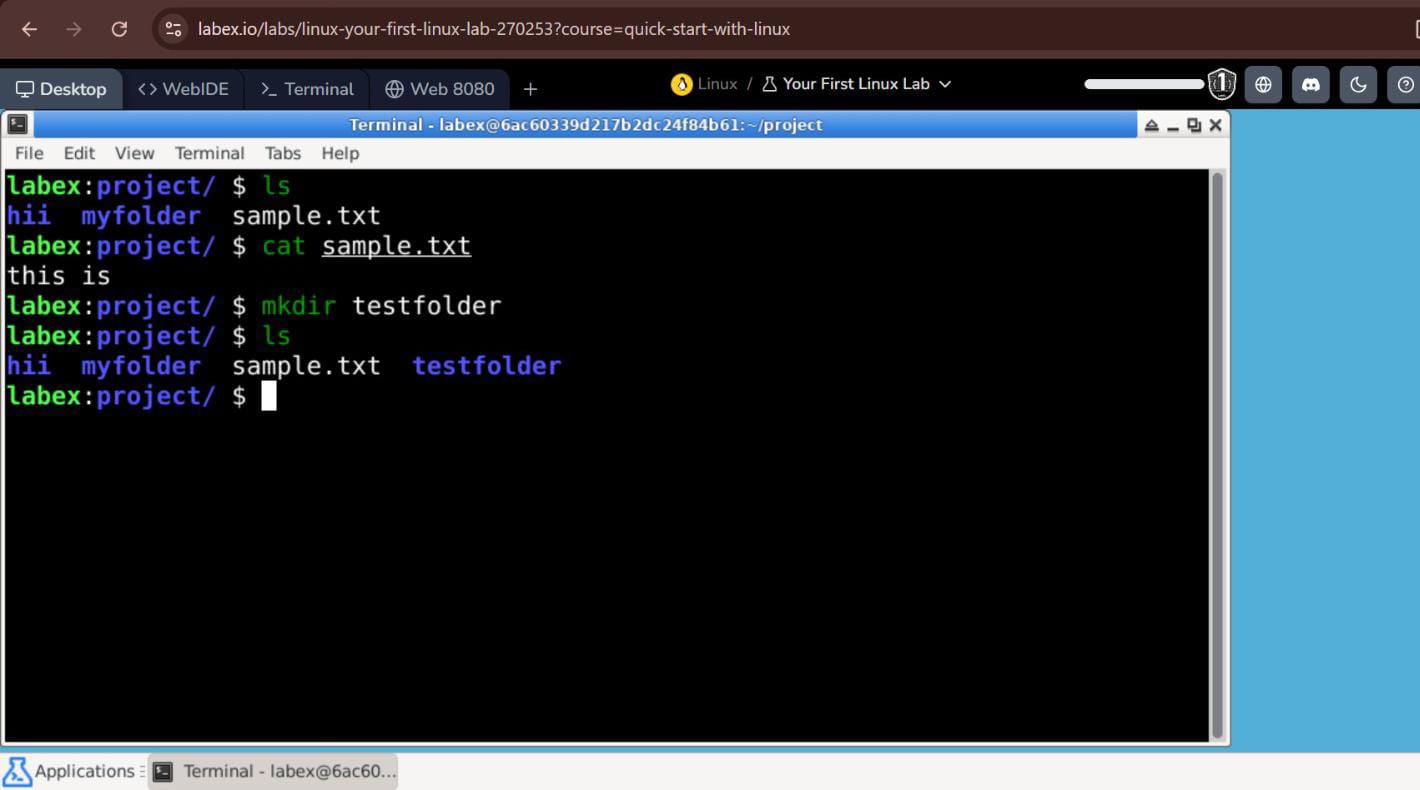 labex.io/labs/linux-your-first-linux-lab-270253?course=quick-start-with-linux
Desktop <> WebIDE >_ Terminal Web 8080 + Linux / Your First Linux Lab 1
Terminal - labex@6ac60339d217b2dc24f84b61:~/project
File Edit View Terminal Tabs Help
labex:project/ $ ls
hii myfolder sample.txt
labex:project/ $ cat sample.txt
this is
labex:project/ $ mkdir testfolder
labex:project/ $ ls
hii myfolder sample.txt testfolder
labex:project/ $
Applications Terminal - labex@6ac60...